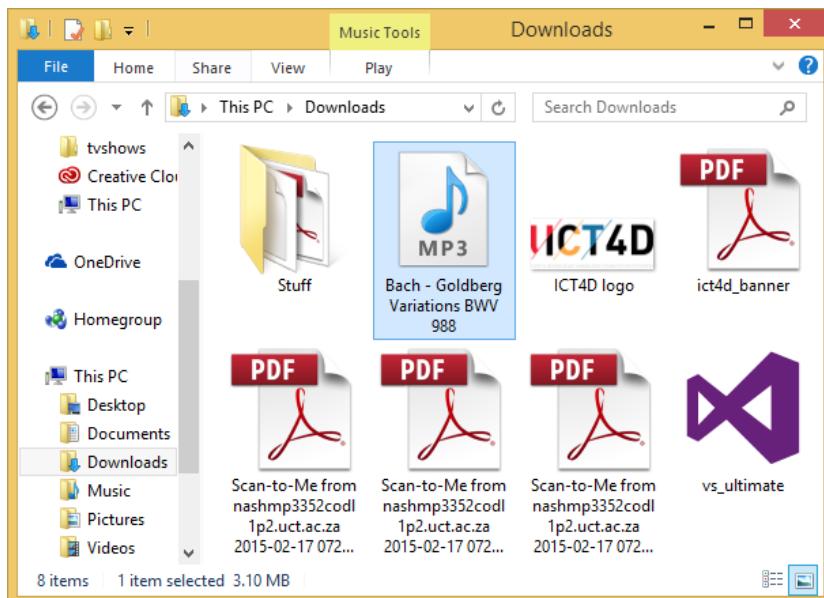 Music Tools
Downloads
File
Home
Share
View
Play
This PC
Downloads
Search Downloads
tvshows
Creative Clou
This PC
OneDrive
Homegroup
This PC
Desktop
Documents
Downloads
Music
Pictures
Videos
Stuff
MP3
Bach - Goldberg
Variations BWV
988
ICT4D
ICT4D logo
PDF
ict4d_banner
PDF
Scan-to-Me from
nashmp3352codl
1p2.uct.ac.za
2015-02-17 072...
PDF
Scan-to-Me from
nashmp3352codl
1p2.uct.ac.za
2015-02-17 072...
PDF
Scan-to-Me from
nashmp3352codl
1p2.uct.ac.za
2015-02-17 072...
vs_ultimate
8 items
1 item selected 3.10 MB